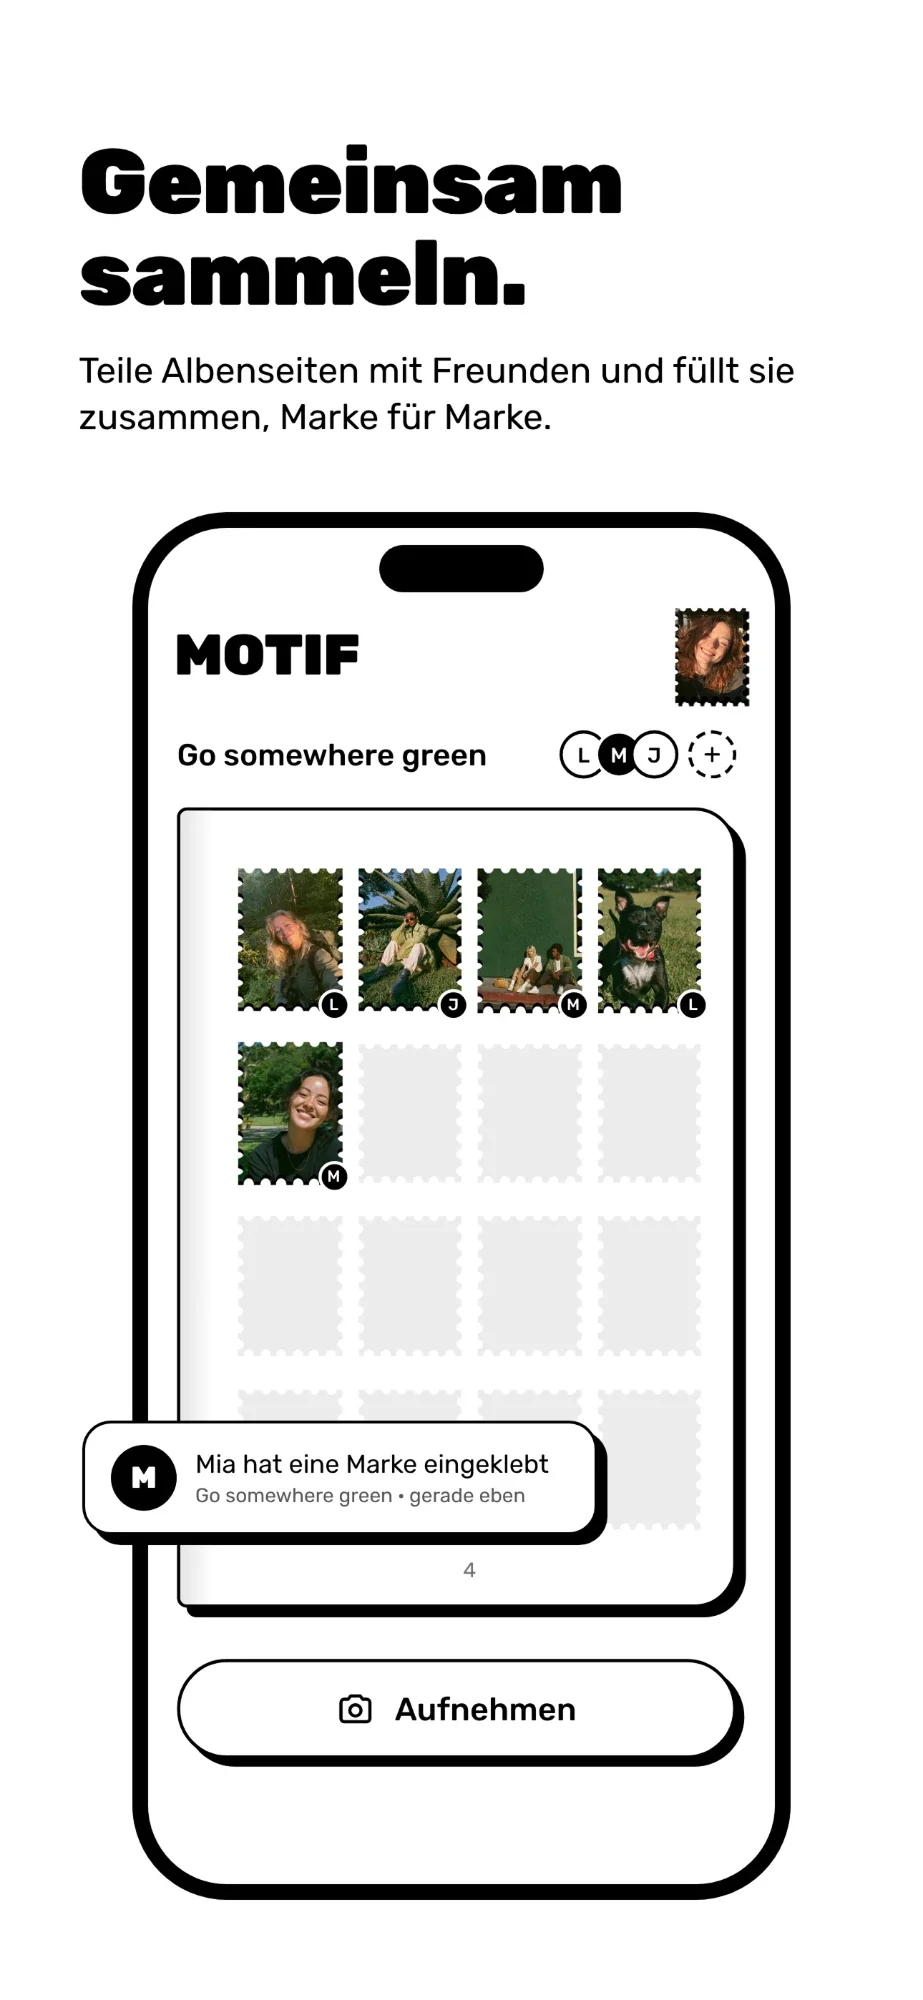 Gemeinsam
sammeln.
Teile Albenseiten mit Freunden und füllt sie
zusammen, Marke für Marke.
MOTIF
Go somewhere green
L M J +
L J M L
M
M
Mia hat eine Marke eingeklebt
Go somewhere green • gerade eben
4
Aufnehmen